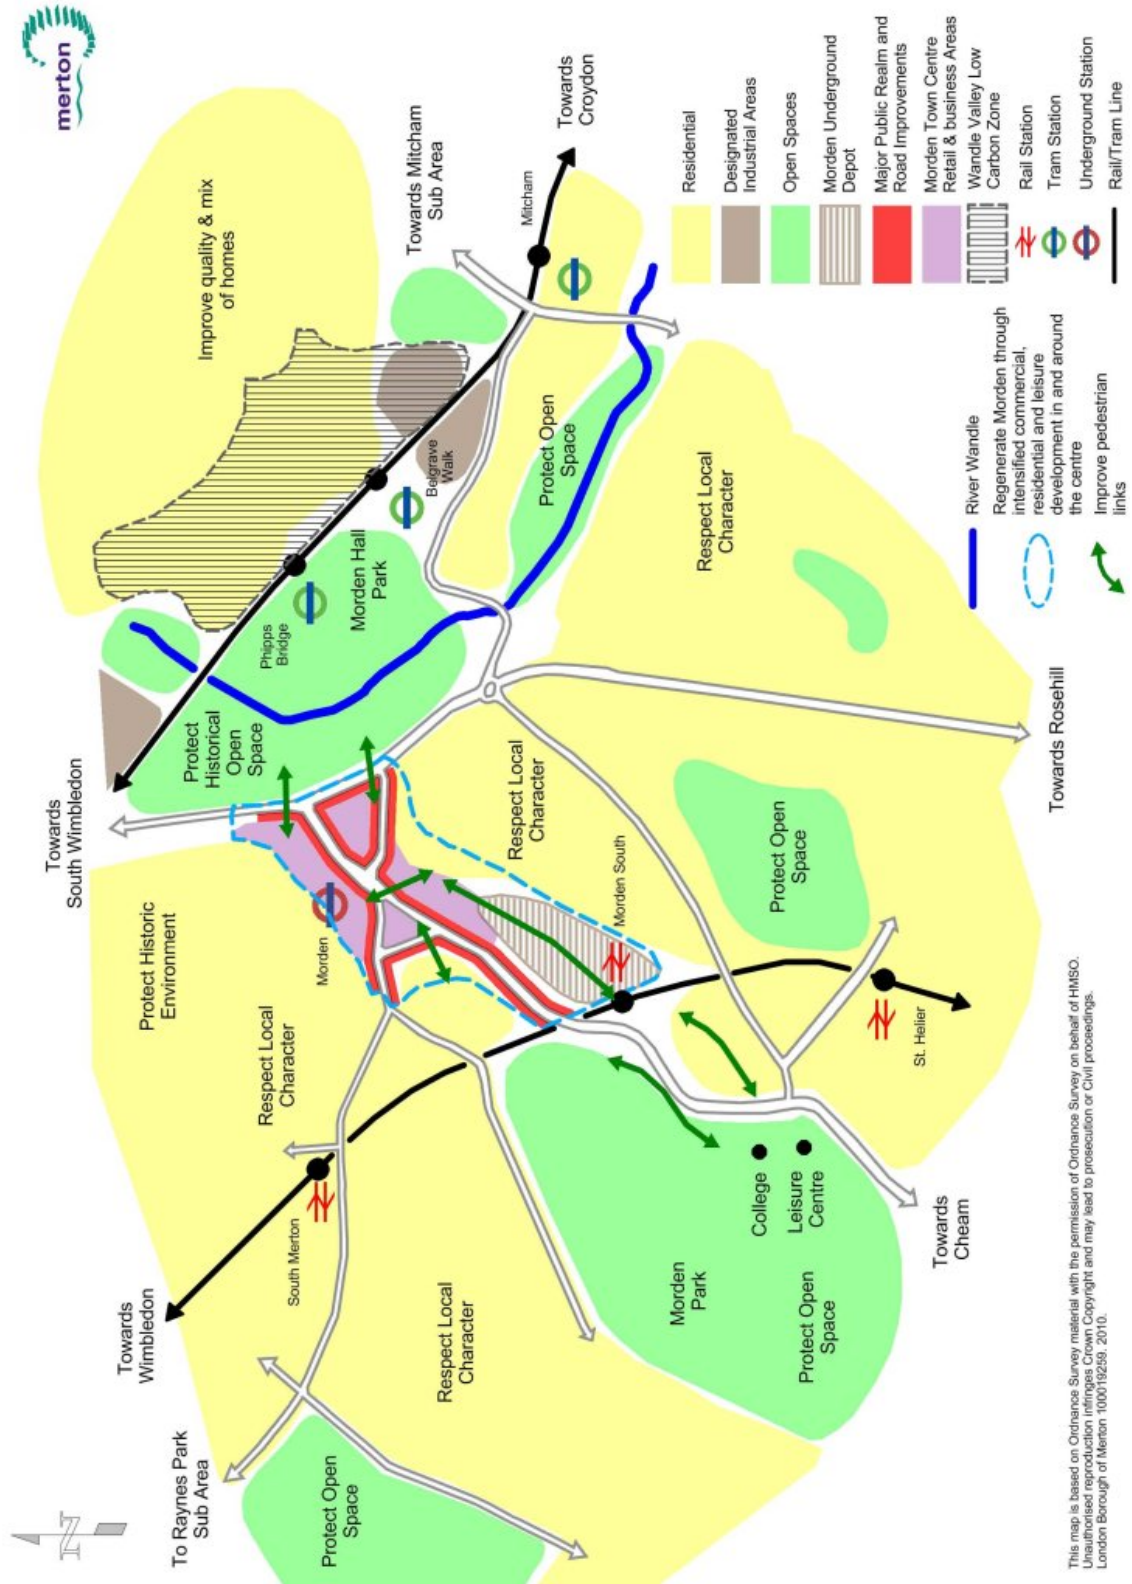 merton
N
To Raynes Park
Sub Area
Towards
Wimbledon
Towards
South Wimbledon
Improve quality & mix
of homes
Towards Mitcham
Sub Area
Towards
Croydon
Mitcham
Protect Historic
Environment
Protect
Historical
Open
Space
Phipps
Bridge
Morden Hall
Park
Belgrave
Walk
Protect Open
Space
Respect Local
Character
South Merton
Respect Local
Character
Morden
Respect Local
Character
Morden South
Respect Local
Character
Protect Open
Space
Protect Open
Space
Morden
Park
Protect Open
Space
College
Leisure
Centre
St. Helier
Towards
Cheam
Towards Rosehill
Residential
Designated
Industrial Areas
Open Spaces
Morden Underground
Depot
Major Public Realm and
Road Improvements
Morden Town Centre
Retail & business Areas
Wandle Valley Low
Carbon Zone
Rail Station
Tram Station
Underground Station
Rail/Tram Line
River Wandle
Regenerate Morden through
intensified commercial,
residential and leisure
development in and around
the centre
Improve pedestrian
links
This map is based on Ordnance Survey material with the permission of Ordnance Survey on behalf of HMSO.
Unauthorised reproduction infringes Crown Copyright and may lead to prosecution or Civil proceedings.
London Borough of Merton 100019259. 2010.